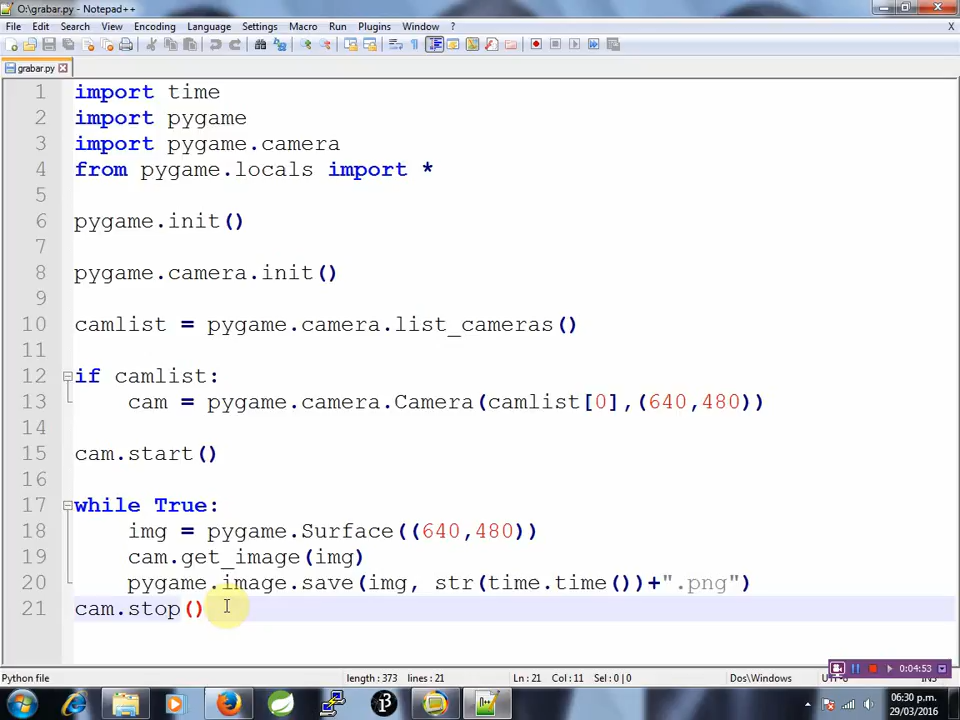 O:\grabar.py - Notepad++
File Edit Search View Encoding Language Settings Macro Run Plugins Window ? X
grabar.py
1 import time
2 import pygame
3 import pygame.camera
4 from pygame.locals import *
5
6 pygame.init()
7
8 pygame.camera.init()
9
10 camlist = pygame.camera.list_cameras()
11
12 if camlist:
13 cam = pygame.camera.Camera(camlist[0],(640,480))
14
15 cam.start()
16
17 while True:
18 img = pygame.Surface((640,480))
19 cam.get_image(img)
20 pygame.image.save(img, str(time.time())+".png")
21 cam.stop()
0:04:53
Python file length : 373 lines : 21 Ln : 21 Col : 11 Sel : 0 | 0 Dos\Windows
06:30 p.m.
29/03/2016